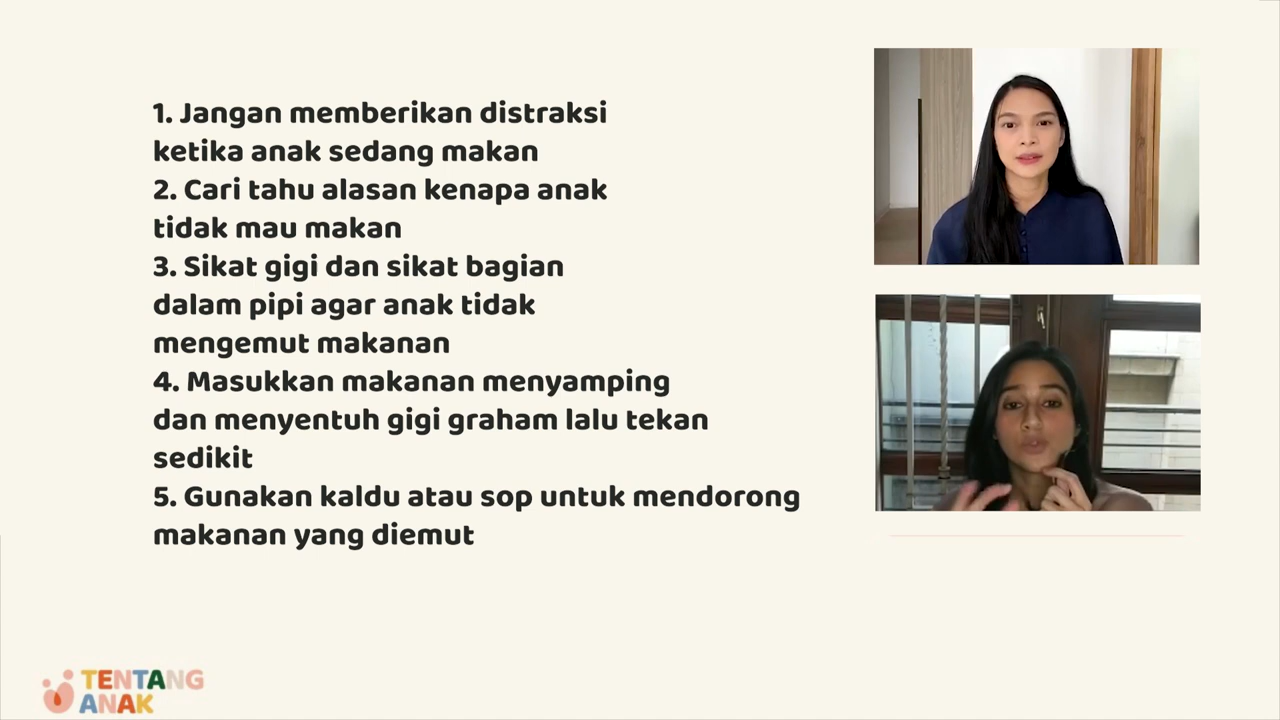 1. Jangan memberikan distraksi
ketika anak sedang makan
2. Cari tahu alasan kenapa anak
tidak mau makan
3. Sikat gigi dan sikat bagian
dalam pipi agar anak tidak
mengemut makanan
4. Masukkan makanan menyamping
dan menyentuh gigi graham lalu tekan
sedikit
5. Gunakan kaldu atau sop untuk mendorong
makanan yang diemut
TENTANG
ANAK